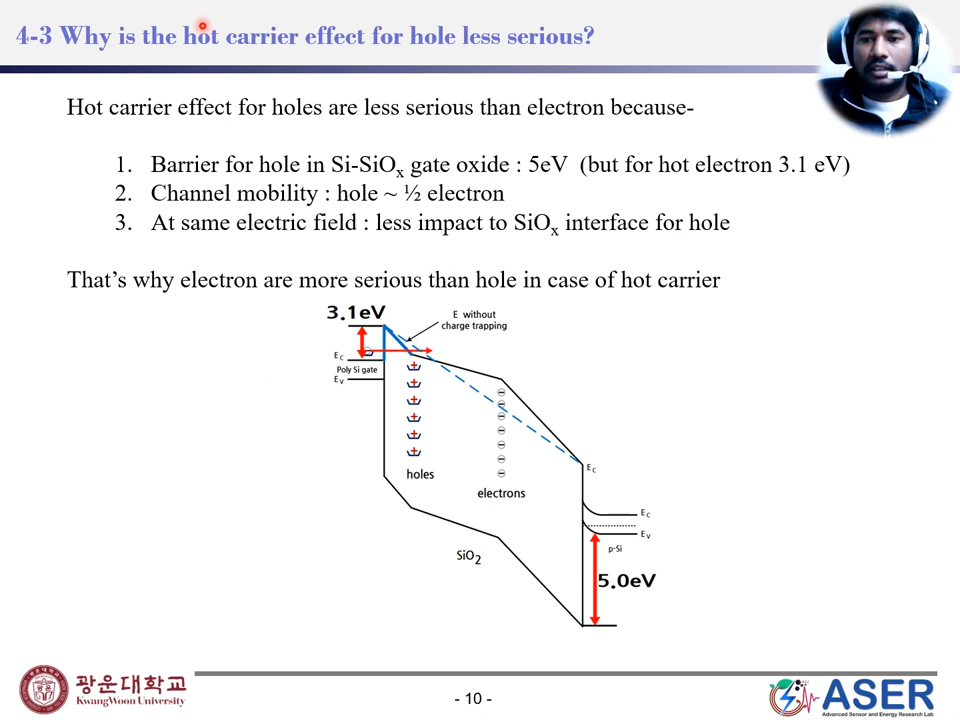 4-3 Why is the hot carrier effect for hole less serious?
Hot carrier effect for holes are less serious than electron because-
1. Barrier for hole in Si-SiOx gate oxide : 5eV (but for hot electron 3.1 eV)
2. Channel mobility : hole ~ ½ electron
3. At same electric field : less impact to SiOx interface for hole
That's why electron are more serious than hole in case of hot carrier
3.1eV
E without
charge trapping
EC
Poly Si gate
EV
holes
electrons
EC
EC
EV
p-Si
SiO2
5.0eV
광운대학교
KwangWoon University
- 10 -
ASER
Advanced Sensor and Energy Research Lab